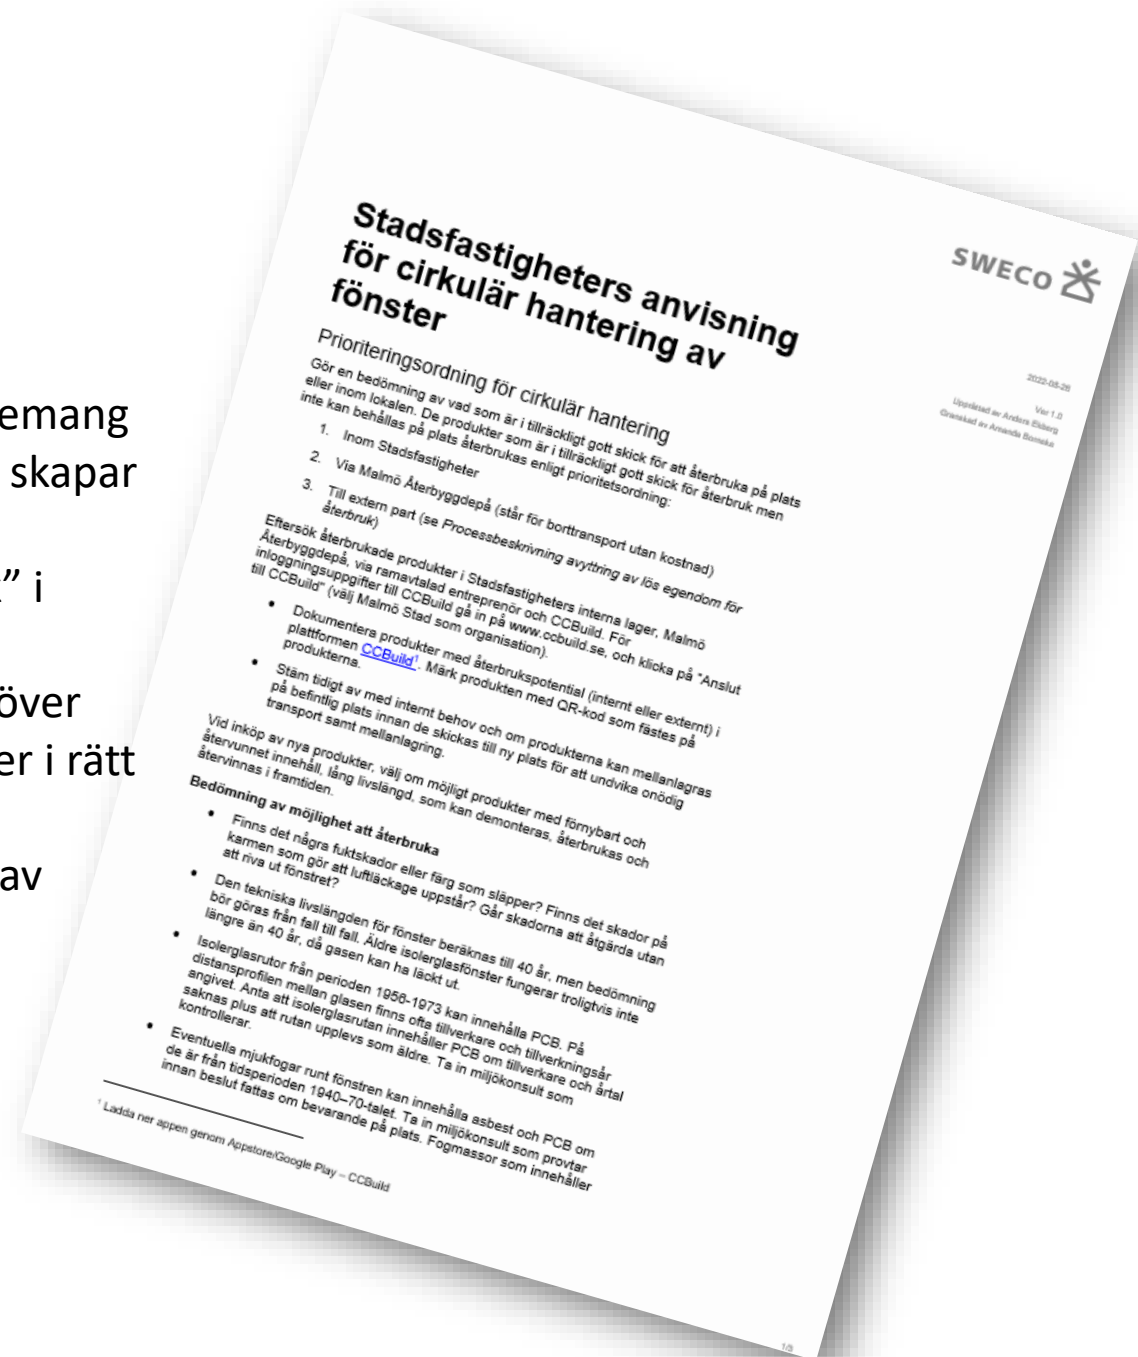 emang
skapar
” i
över
er i rätt
av
SWECO
Stadsfastigheters anvisning
för cirkulär hantering av
fönster
2022-05-25
Ver 1.0
Uppdaterad av Anders Ekberg
Granskad av Amanda Borneke
Prioriteringsordning för cirkulär hantering
Gör en bedömning av vad som är i tillräckligt gott skick för att återbruka på plats
eller inom lokalen. De produkter som är i tillräckligt gott skick för återbruk men
inte kan behållas på plats återbrukas enligt prioritetsordning:
1. Inom Stadsfastigheter
2. Via Malmö Återbyggdepå (står för borttransport utan kostnad)
3. Till extern part (se Processbeskrivning avyttring av lös egendom för
återbruk)
Eftersök återbrukade produkter i Stadsfastigheters interna lager, Malmö
Återbyggdepå, via ramavtalad entreprenör och CCBuild. För
inloggningsuppgifter till CCBuild gå in på www.ccbuild.se, och klicka på "Anslut
till CCBuild" (välj Malmö Stad som organisation).
• Dokumentera produkter med återbrukspotential (internt eller externt) i
plattformen CCBuild¹. Märk produkten med QR-kod som fästes på
produkterna.
• Stäm tidigt av med internt behov och om produkterna kan mellanlagras
på befintlig plats innan de skickas till ny plats för att undvika onödig
transport samt mellanlagring.
Vid inköp av nya produkter, välj om möjligt produkter med förnybart och
återvunnet innehåll, lång livslängd, som kan demonteras, återbrukas och
återvinnas i framtiden.
Bedömning av möjlighet att återbruka
• Finns det några fuktskador eller färg som släpper? Finns det skador på
karmen som gör att luftläckage uppstår? Går skadorna att åtgärda utan
att riva ut fönstret?
• Den tekniska livslängden för fönster beräknas till 40 år, men bedömning
bör göras från fall till fall. Äldre isolerglasfönster fungerar troligtvis inte
längre än 40 år, då gasen kan ha läckt ut.
• Isolerglasrutor från perioden 1956-1973 kan innehålla PCB. På
distansprofilen mellan glasen finns ofta tillverkare och tillverkningsår
angivet. Anta att isolerglasrutan innehåller PCB om tillverkare och årtal
saknas plus att rutan upplevs som äldre. Ta in miljökonsult som
kontrollerar.
• Eventuella mjukfogar runt fönstren kan innehålla asbest och PCB om
de är från tidsperioden 1940–70-talet. Ta in miljökonsult som provtar
innan beslut fattas om bevarande på plats. Fogmassor som innehåller
¹ Ladda ner appen genom Appstore/Google Play – CCBuild
1/3